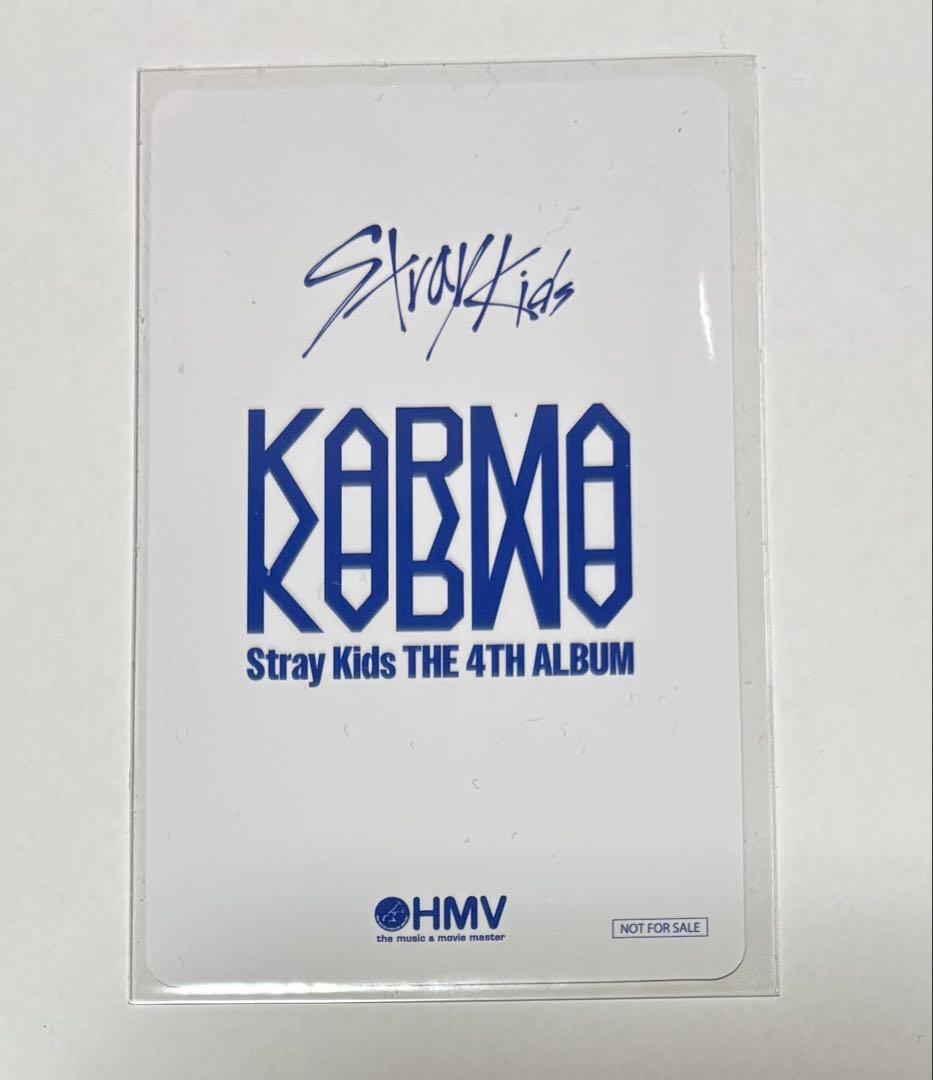 Stray Kids
KARMA
Stray Kids THE 4TH ALBUM
HMV
the music & movie master
NOT FOR SALE